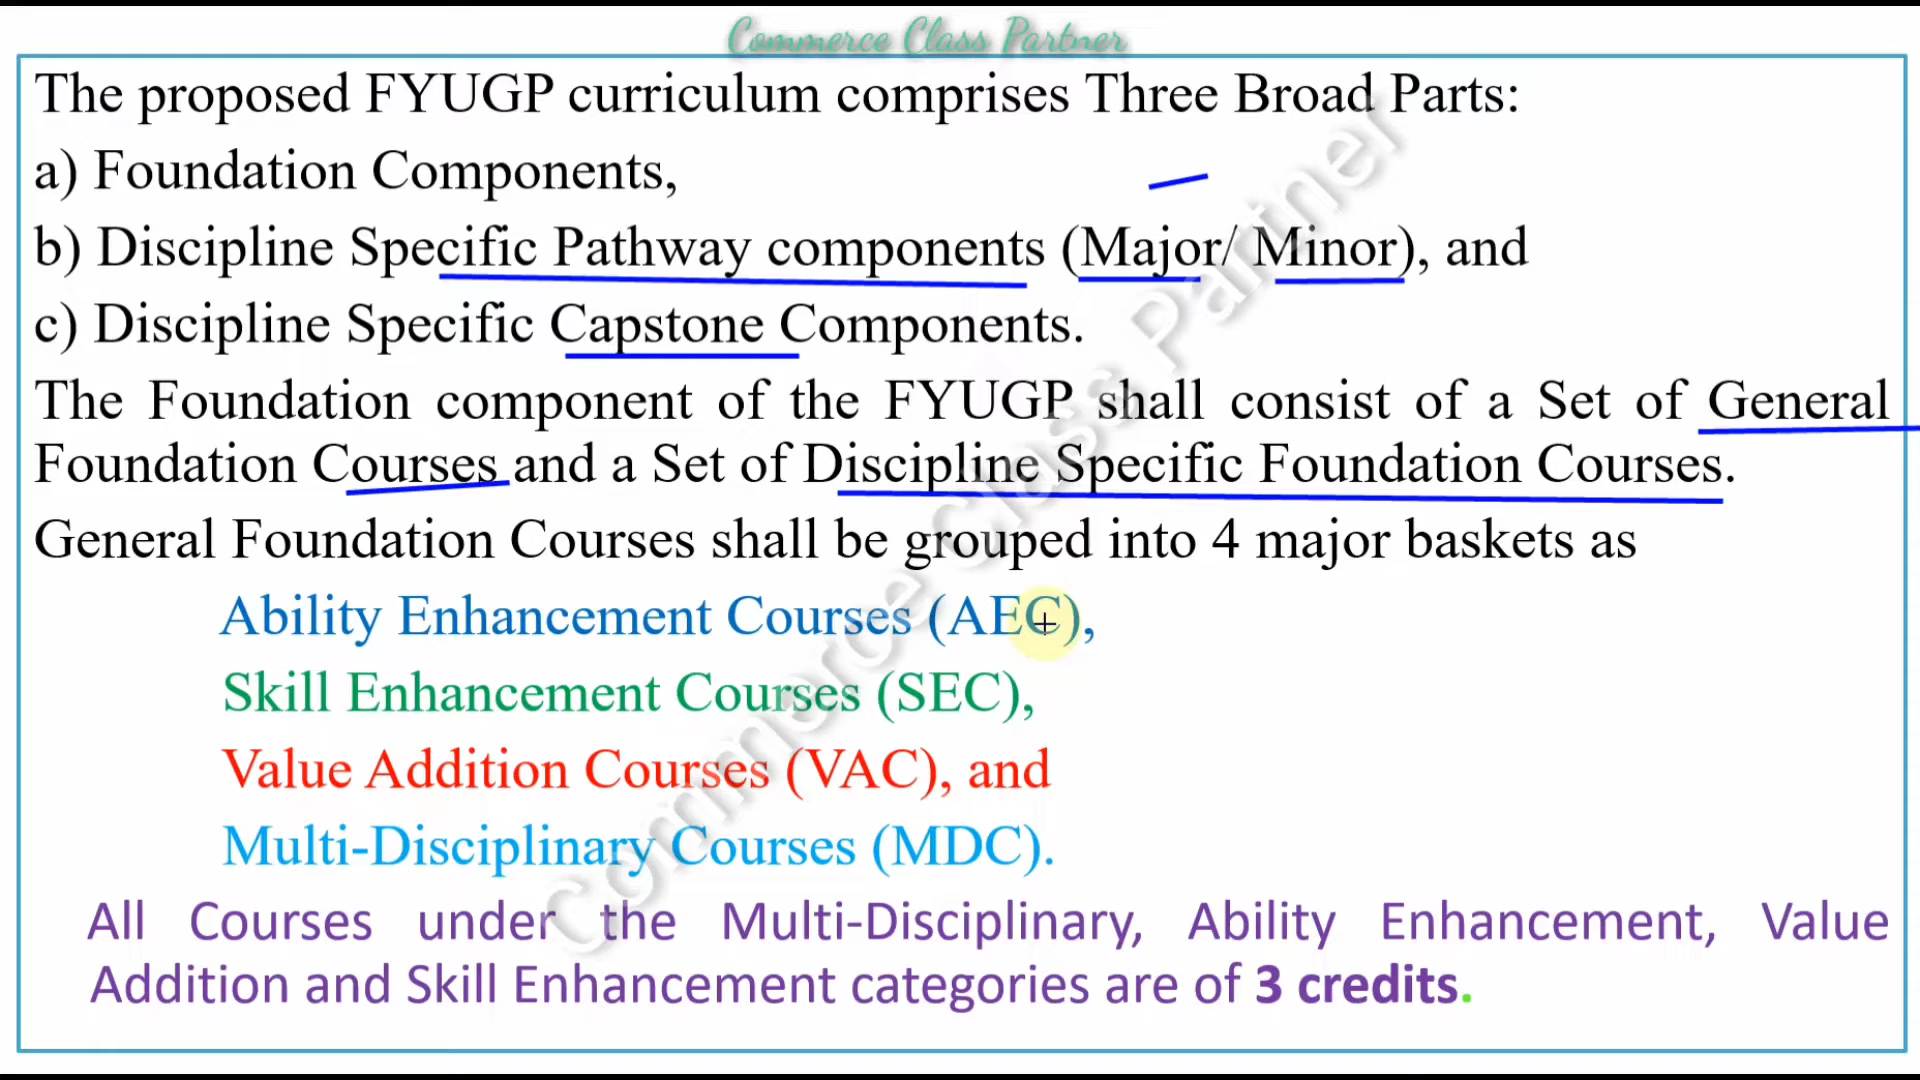 Commerce Class Partner
The proposed FYUGP curriculum comprises Three Broad Parts:
a) Foundation Components,
b) Discipline Specific Pathway components (Major/ Minor), and
c) Discipline Specific Capstone Components.
The Foundation component of the FYUGP shall consist of a Set of General
Foundation Courses and a Set of Discipline Specific Foundation Courses.
General Foundation Courses shall be grouped into 4 major baskets as
Ability Enhancement Courses (AEC),
Skill Enhancement Courses (SEC),
Value Addition Courses (VAC), and
Multi-Disciplinary Courses (MDC).
All Courses under the Multi-Disciplinary, Ability Enhancement, Value
Addition and Skill Enhancement categories are of 3 credits.
Commerce Class Partner